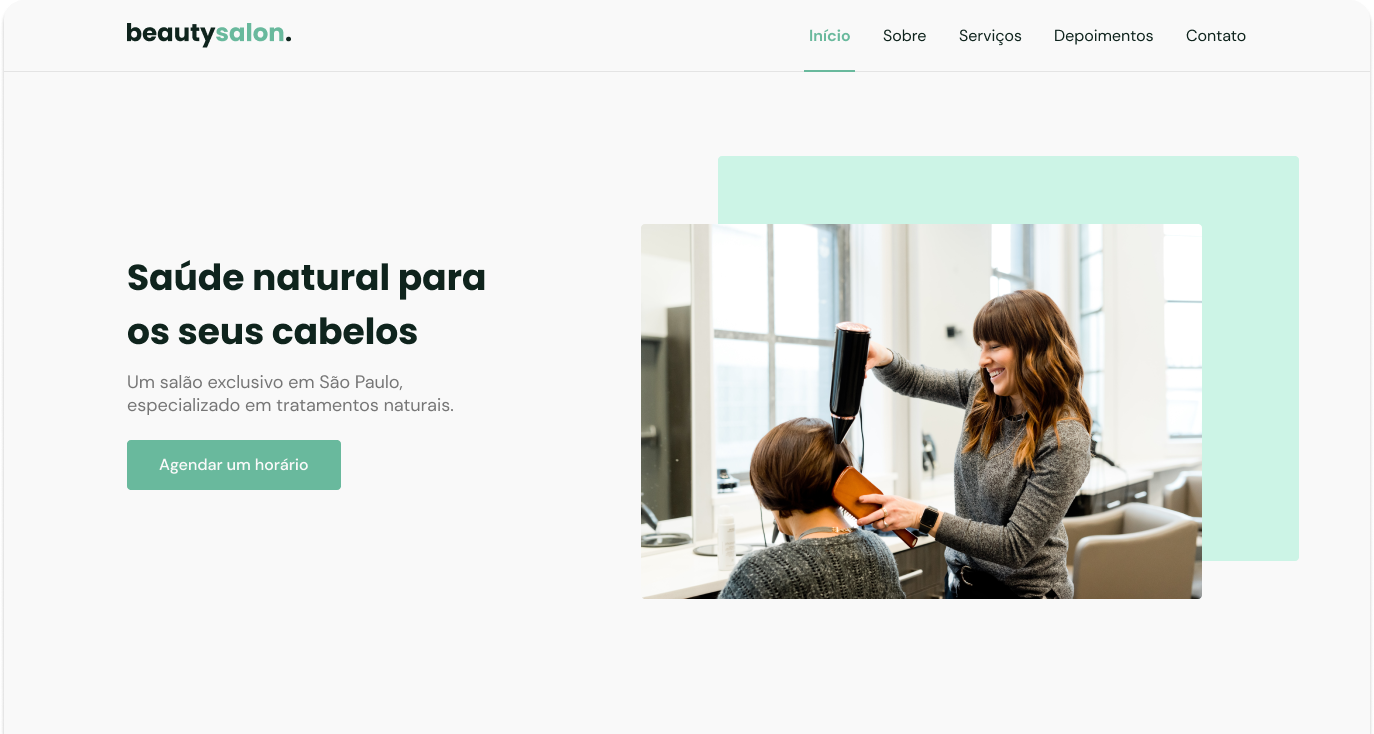 beautysalon.
Início Sobre Serviços Depoimentos Contato
Saúde natural para
os seus cabelos
Um salão exclusivo em São Paulo,
especializado em tratamentos naturais.
Agendar um horário